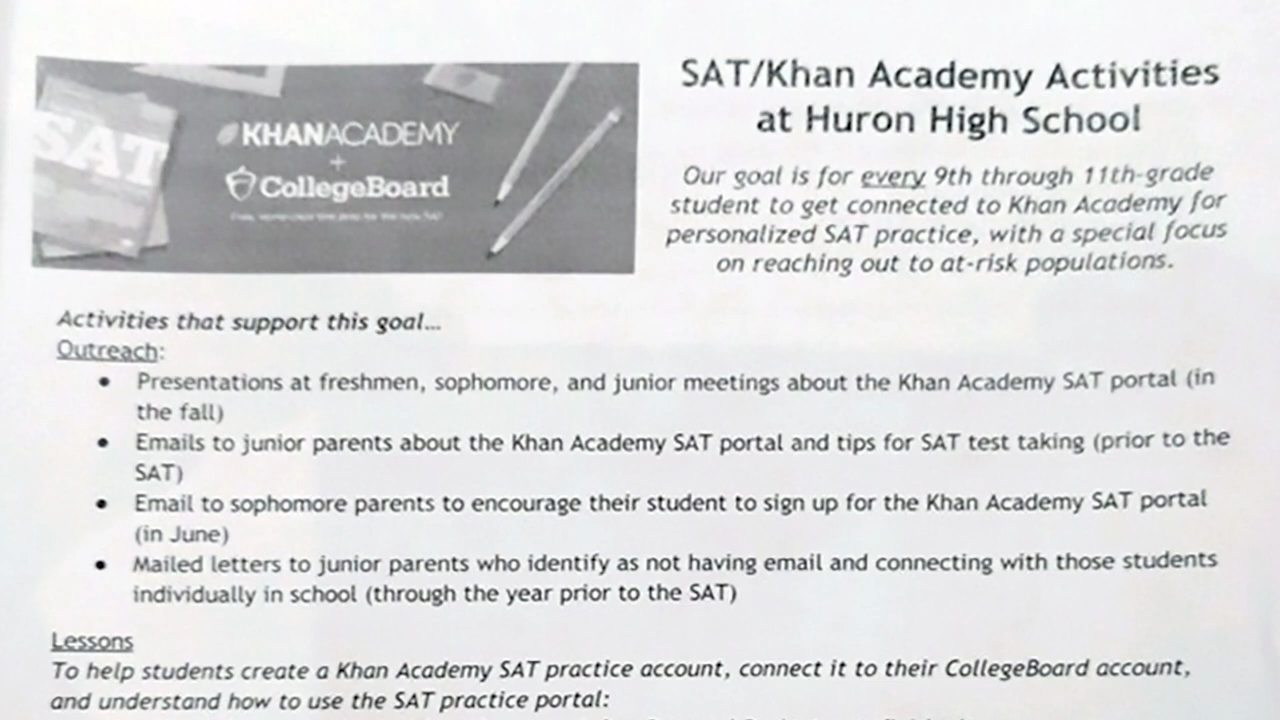 SAT
KHANACADEMY
+
CollegeBoard
SAT/Khan Academy Activities
at Huron High School
Our goal is for every 9th through 11th-grade
student to get connected to Khan Academy for
personalized SAT practice, with a special focus
on reaching out to at-risk populations.
Activities that support this goal...
Outreach:
• Presentations at freshmen, sophomore, and junior meetings about the Khan Academy SAT portal (in
the fall)
• Emails to junior parents about the Khan Academy SAT portal and tips for SAT test taking (prior to the
SAT)
• Email to sophomore parents to encourage their student to sign up for the Khan Academy SAT portal
(in June)
• Mailed letters to junior parents who identify as not having email and connecting with those students
individually in school (through the year prior to the SAT)
Lessons
To help students create a Khan Academy SAT practice account, connect it to their CollegeBoard account,
and understand how to use the SAT practice portal: